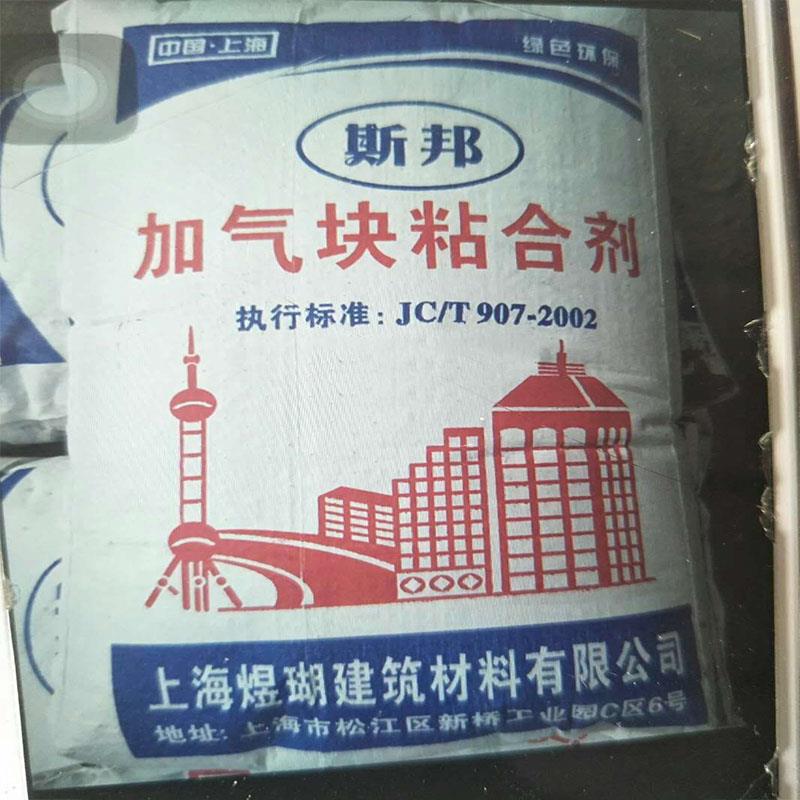 中国·上海
绿色环保
斯邦
加气块粘合剂
执行标准：JC/T 907-2002
上海煜瑚建筑材料有限公司
地址：上海市松江区新桥工业园C区6号